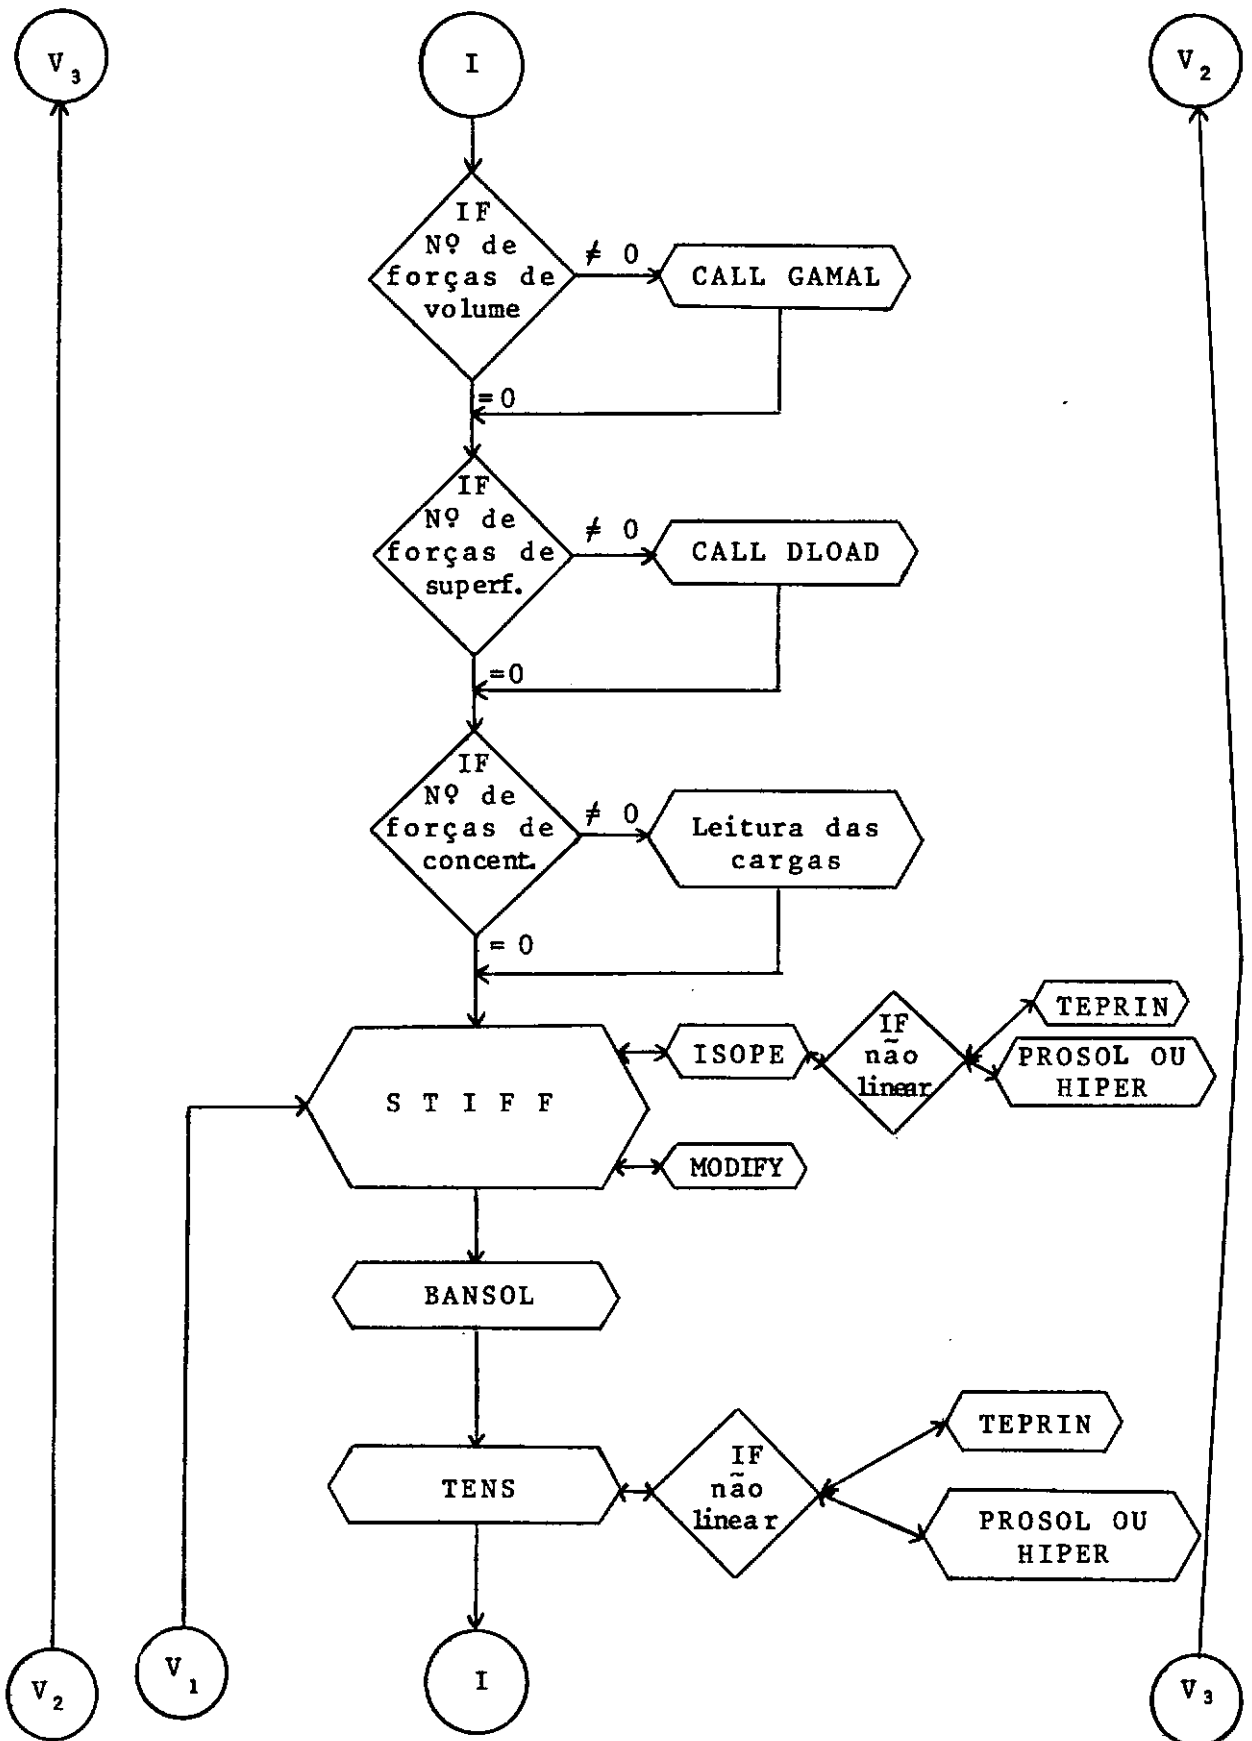 V₃
I
V₂
IF
Nº de
forças de
volume
≠ 0
CALL GAMAL
= 0
IF
Nº de
forças de
superf.
≠ 0
CALL DLOAD
=0
IF
Nº de
forças de
concent.
≠ 0
Leitura das
cargas
= 0
STIFF
ISOPE
IF
não
linear
TEPRIN
PROSOL OU
HIPER
MODIFY
BANSOL
TENS
IF
não
linear
TEPRIN
PROSOL OU
HIPER
V₂
V₁
I
V₃